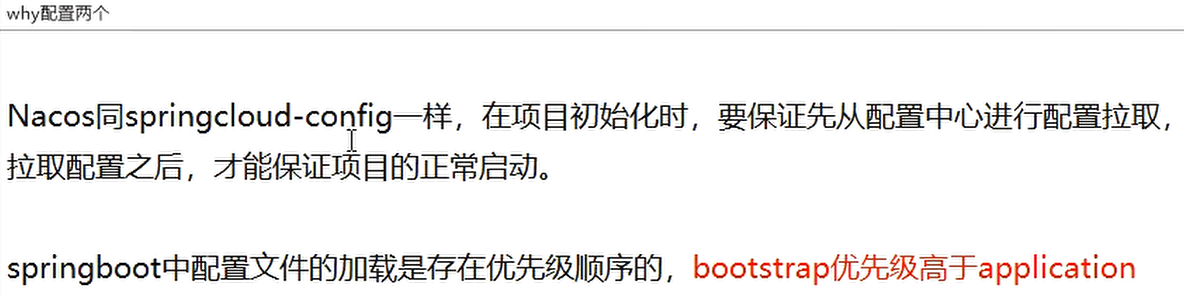 why配置两个
Nacos同springcloud-config一样，在项目初始化时，要保证先从配置中心进行配置拉取，
拉取配置之后，才能保证项目的正常启动。
springboot中配置文件的加载是存在优先级顺序的，bootstrap优先级高于application